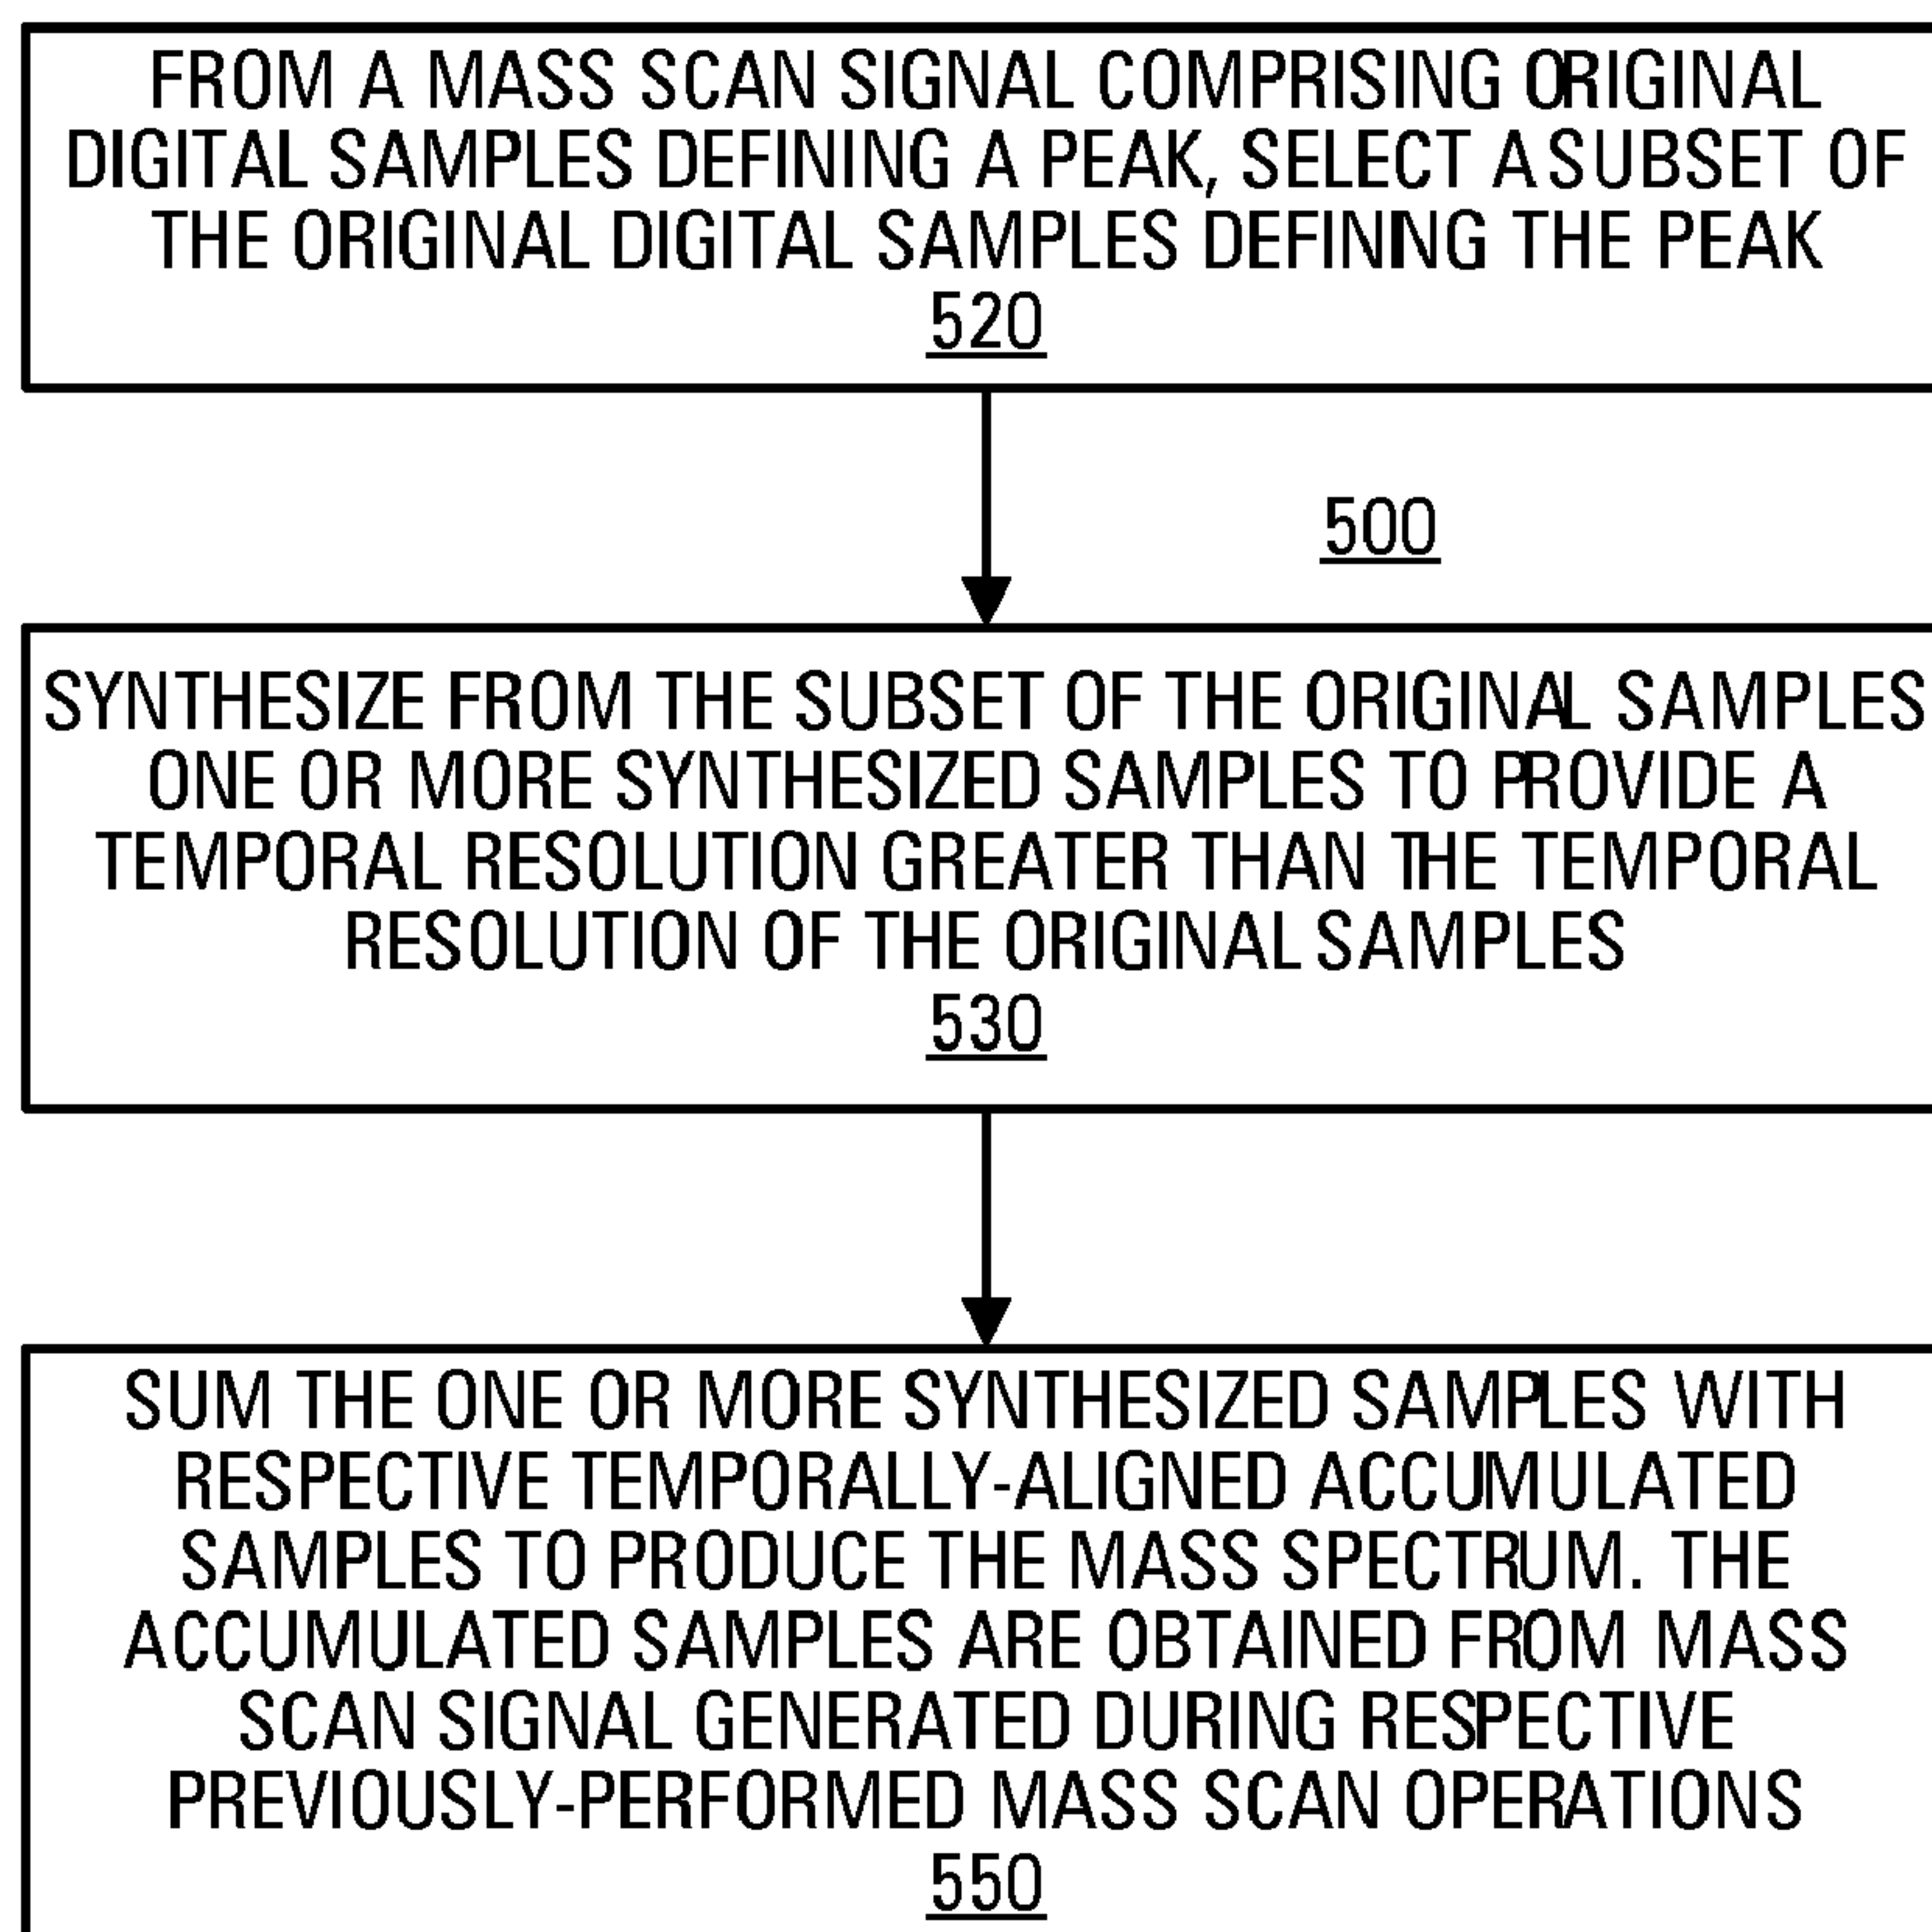 FROM A MASS SCAN SIGNAL COMPRISING ORIGINAL
DIGITAL SAMPLES DEFINING A PEAK, SELECT A SUBSET OF
THE ORIGINAL DIGITAL SAMPLES DEFINING THE PEAK
520
500
SYNTHESIZE FROM THE SUBSET OF THE ORIGINAL SAMPLES
ONE OR MORE SYNTHESIZED SAMPLES TO PROVIDE A
TEMPORAL RESOLUTION GREATER THAN THE TEMPORAL
RESOLUTION OF THE ORIGINAL SAMPLES
530
SUM THE ONE OR MORE SYNTHESIZED SAMPLES WITH
RESPECTIVE TEMPORALLY-ALIGNED ACCUMULATED
SAMPLES TO PRODUCE THE MASS SPECTRUM. THE
ACCUMULATED SAMPLES ARE OBTAINED FROM MASS
SCAN SIGNAL GENERATED DURING RESPECTIVE
PREVIOUSLY-PERFORMED MASS SCAN OPERATIONS
550